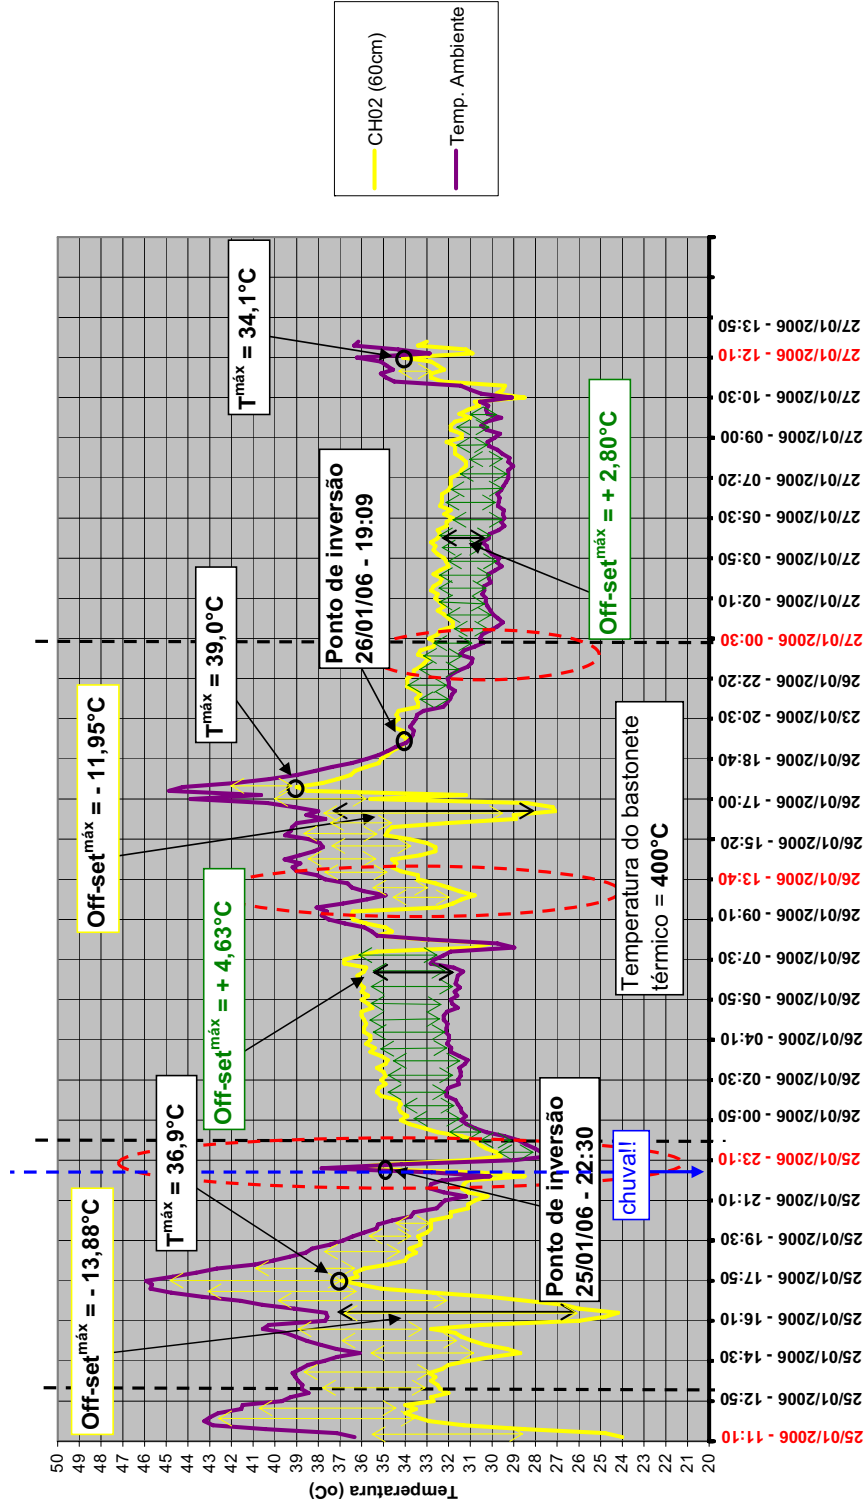 CH02 (60cm)
Temp. Ambiente
T^máx = 34,1°C
Ponto de inversão
26/01/06 - 19:09
Off-set^máx = + 2,80°C
T^máx = 39,0°C
Off-set^máx = - 11,95°C
Off-set^máx = + 4,63°C
Temperatura do bastonete
térmico = 400°C
T^máx = 36,9°C
Ponto de inversão
25/01/06 - 22:30
chuva!!
Off-set^máx = - 13,88°C
Temperatura (oC)
50
49
48
47
46
45
44
43
42
41
40
39
38
37
36
35
34
33
32
31
30
29
28
27
26
25
24
23
22
21
20
25/01/2006 - 11:10
25/01/2006 - 12:50
25/01/2006 - 14:30
25/01/2006 - 16:10
25/01/2006 - 17:50
25/01/2006 - 19:30
25/01/2006 - 21:10
25/01/2006 - 23:10
26/01/2006 - 00:50
26/01/2006 - 02:30
26/01/2006 - 04:10
26/01/2006 - 05:50
26/01/2006 - 07:30
26/01/2006 - 09:10
26/01/2006 - 13:40
26/01/2006 - 15:20
26/01/2006 - 17:00
26/01/2006 - 18:40
23/01/2006 - 20:30
26/01/2006 - 22:20
27/01/2006 - 00:30
27/01/2006 - 02:10
27/01/2006 - 03:50
27/01/2006 - 05:30
27/01/2006 - 07:20
27/01/2006 - 09:00
27/01/2006 - 10:30
27/01/2006 - 12:10
27/01/2006 - 13:50